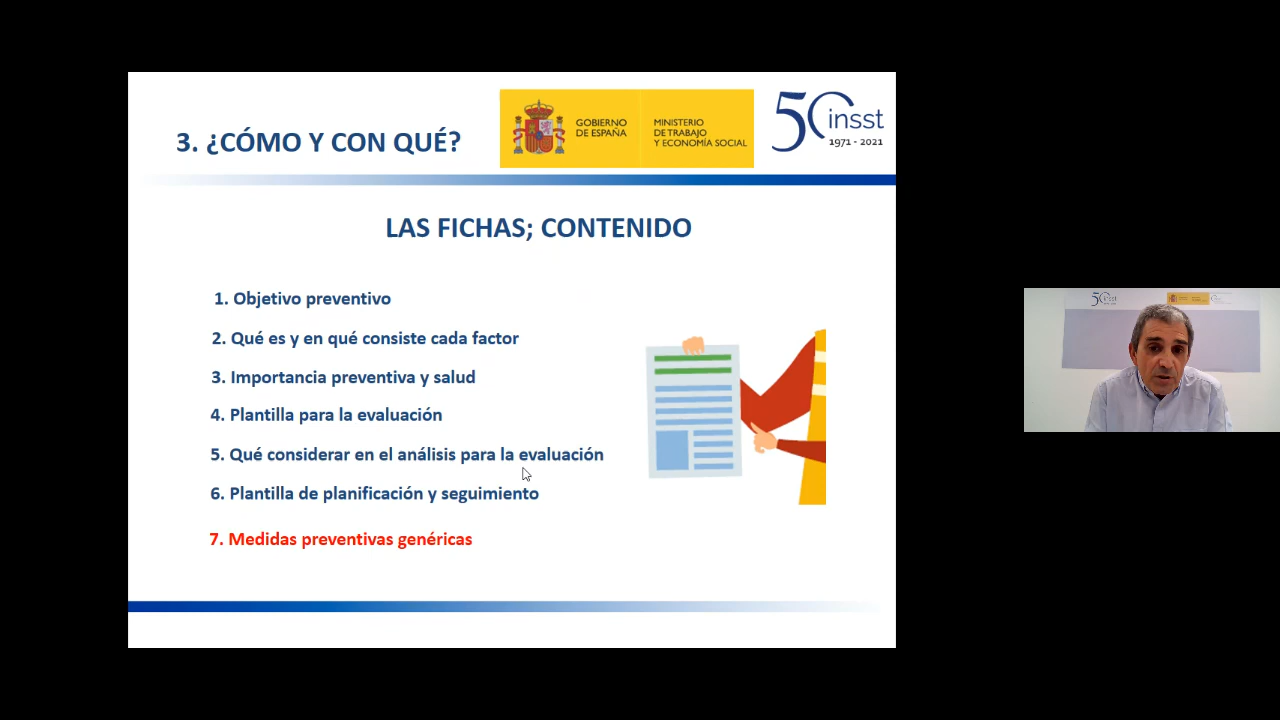 3. ¿CÓMO Y CON QUÉ?
GOBIERNO
DE ESPAÑA
MINISTERIO
DE TRABAJO
Y ECONOMÍA SOCIAL
50 insst
1971 - 2021
LAS FICHAS; CONTENIDO
1. Objetivo preventivo
2. Qué es y en qué consiste cada factor
3. Importancia preventiva y salud
4. Plantilla para la evaluación
5. Qué considerar en el análisis para la evaluación
6. Plantilla de planificación y seguimiento
7. Medidas preventivas genéricas
50 insst